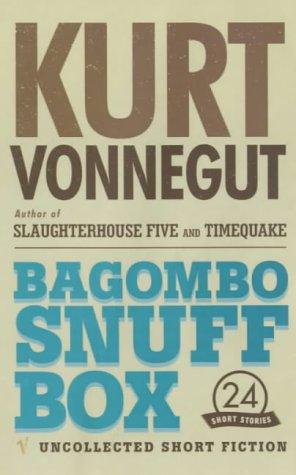 KURT
VONNEGUT
Author of
SLAUGHTERHOUSE FIVE AND TIMEQUAKE
BAGOMBO
SNUFF
BOX
24
SHORT STORIES
V UNCOLLECTED SHORT FICTION